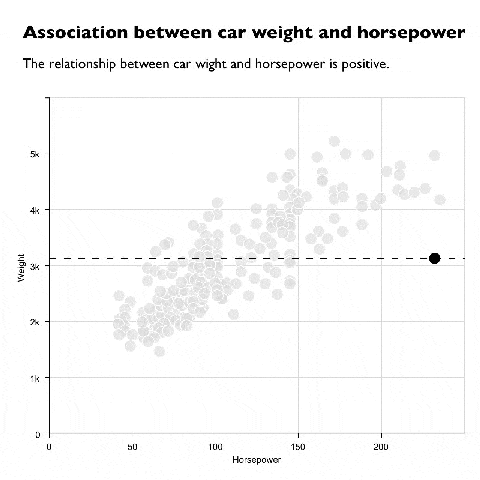 Association between car weight and horsepower
The relationship between car wight and horsepower is positive.
5k
4k
3k
Weight
2k
1k
0
0 50 100 150 200
Horsepower